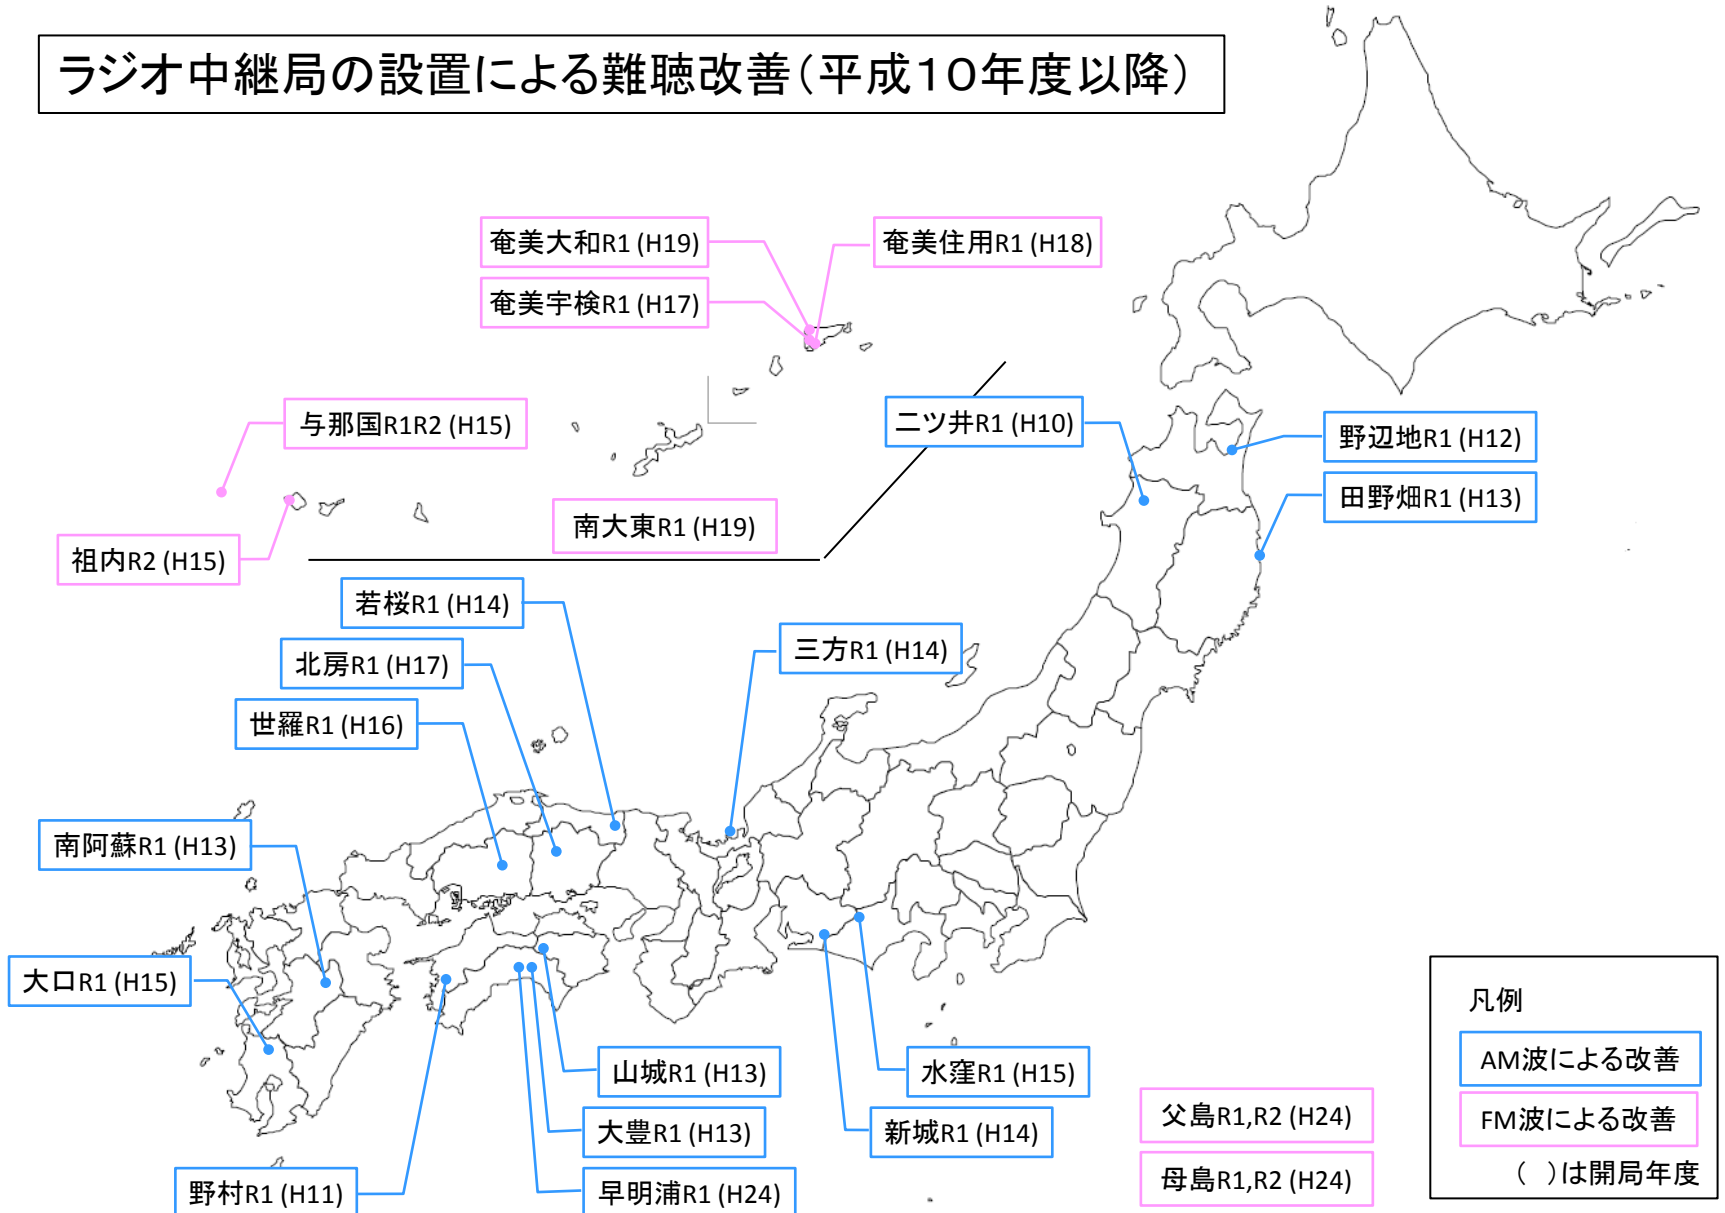 ラジオ中継局の設置による難聴改善(平成10年度以降)
奄美大和R1 (H19)
奄美住用R1 (H18)
奄美宇検R1 (H17)
与那国R1R2 (H15)
二ツ井R1 (H10)
野辺地R1 (H12)
田野畑R1 (H13)
南大東R1 (H19)
祖内R2 (H15)
若桜R1 (H14)
三方R1 (H14)
北房R1 (H17)
世羅R1 (H16)
南阿蘇R1 (H13)
大口R1 (H15)
山城R1 (H13)
水窪R1 (H15)
大豊R1 (H13)
新城R1 (H14)
野村R1 (H11)
早明浦R1 (H24)
父島R1,R2 (H24)
母島R1,R2 (H24)
凡例
AM波による改善
FM波による改善
( )は開局年度